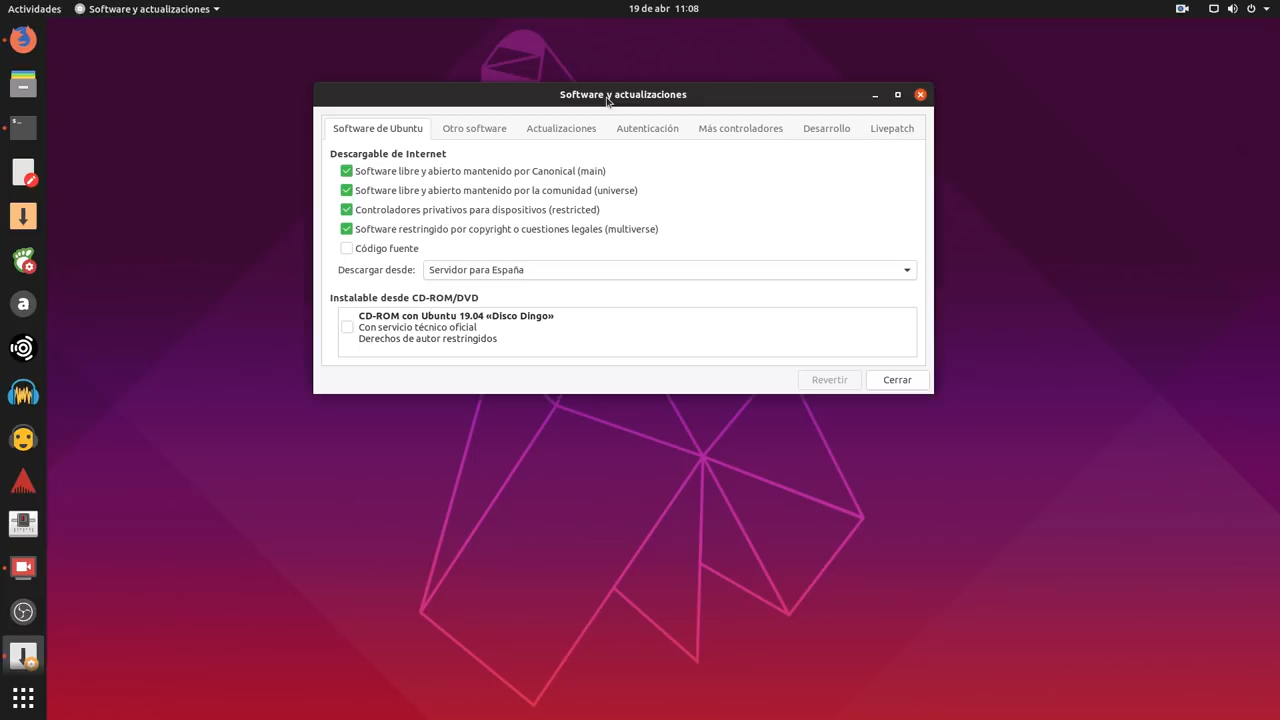 Actividades
Software y actualizaciones
19 de abr 11:08
Software y actualizaciones
Software de Ubuntu
Otro software
Actualizaciones
Autenticación
Más controladores
Desarrollo
Livepatch
Descargable de Internet
Software libre y abierto mantenido por Canonical (main)
Software libre y abierto mantenido por la comunidad (universe)
Controladores privativos para dispositivos (restricted)
Software restringido por copyright o cuestiones legales (multiverse)
Código fuente
Descargar desde: Servidor para España
Instalable desde CD-ROM/DVD
CD-ROM con Ubuntu 19.04 «Disco Dingo»
Con servicio técnico oficial
Derechos de autor restringidos
Revertir
Cerrar